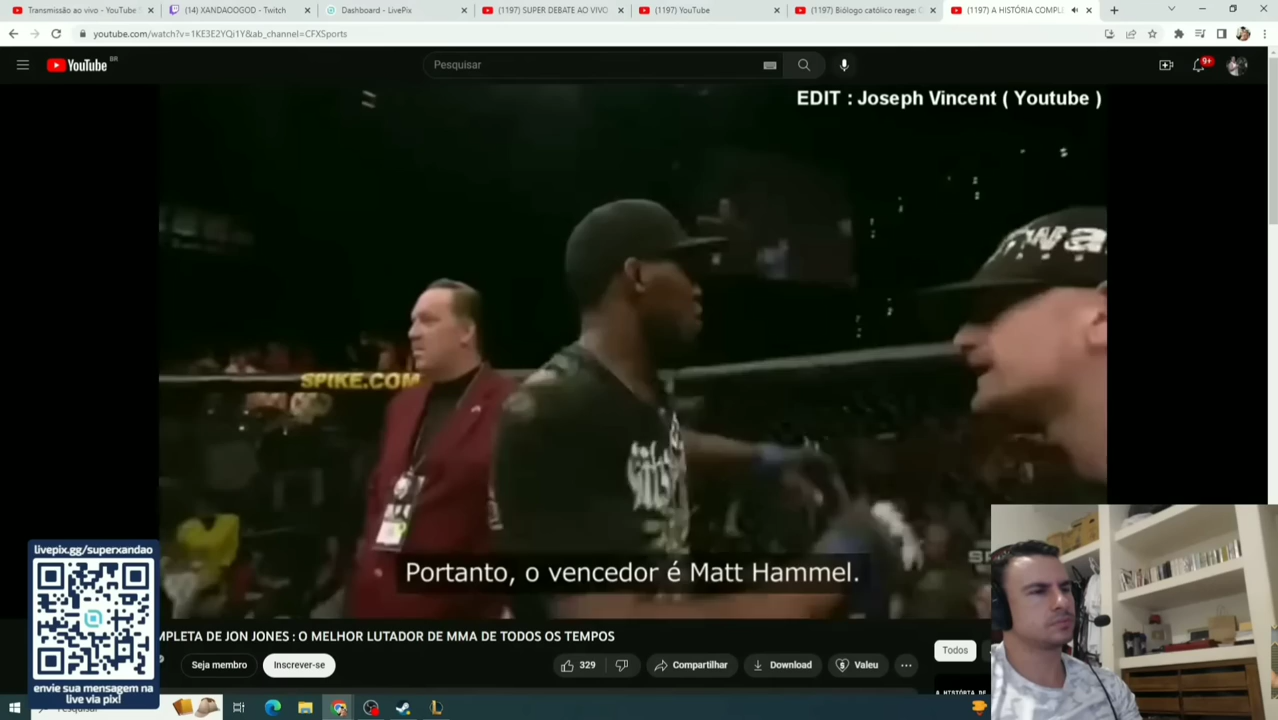 Transmissão ao vivo - YouTube
(14) XANDAOOGOD - Twitch
Dashboard - LivePix
(1197) SUPER DEBATE AO VIVO
(1197) YouTube
(1197) Biólogo católico reage:
(1197) A HISTÓRIA COMPL
youtube.com/watch?v=1KE3E2YQi1Y&ab_channel=CFXSports
YouTube BR
Pesquisar
9+
EDIT : Joseph Vincent ( Youtube )
SPIKE.COM
Portanto, o vencedor é Matt Hammel.
livepix.gg/superxandao
envie sua mensagem na
live via pix!
MPLETA DE JON JONES : O MELHOR LUTADOR DE MMA DE TODOS OS TEMPOS
Seja membro
Inscrever-se
329
Compartilhar
Download
Valeu
Todos
A HISTÓRIA DE